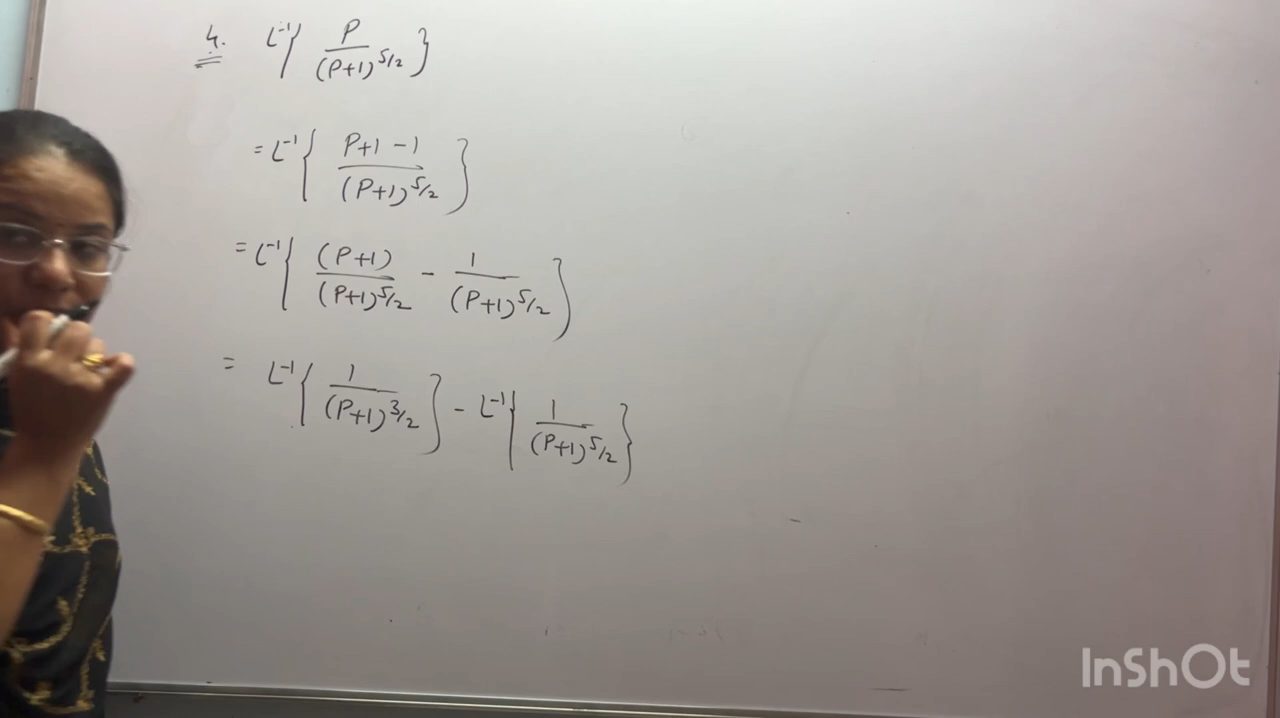 4. L⁻¹{ P/(P+1)^5/2 }
= L⁻¹{ P+1-1/(P+1)^5/2 }
= L⁻¹{ (P+1)/(P+1)^5/2 - 1/(P+1)^5/2 }
= L⁻¹{ 1/(P+1)^3/2 } - L⁻¹{ 1/(P+1)^5/2 }
InShOt